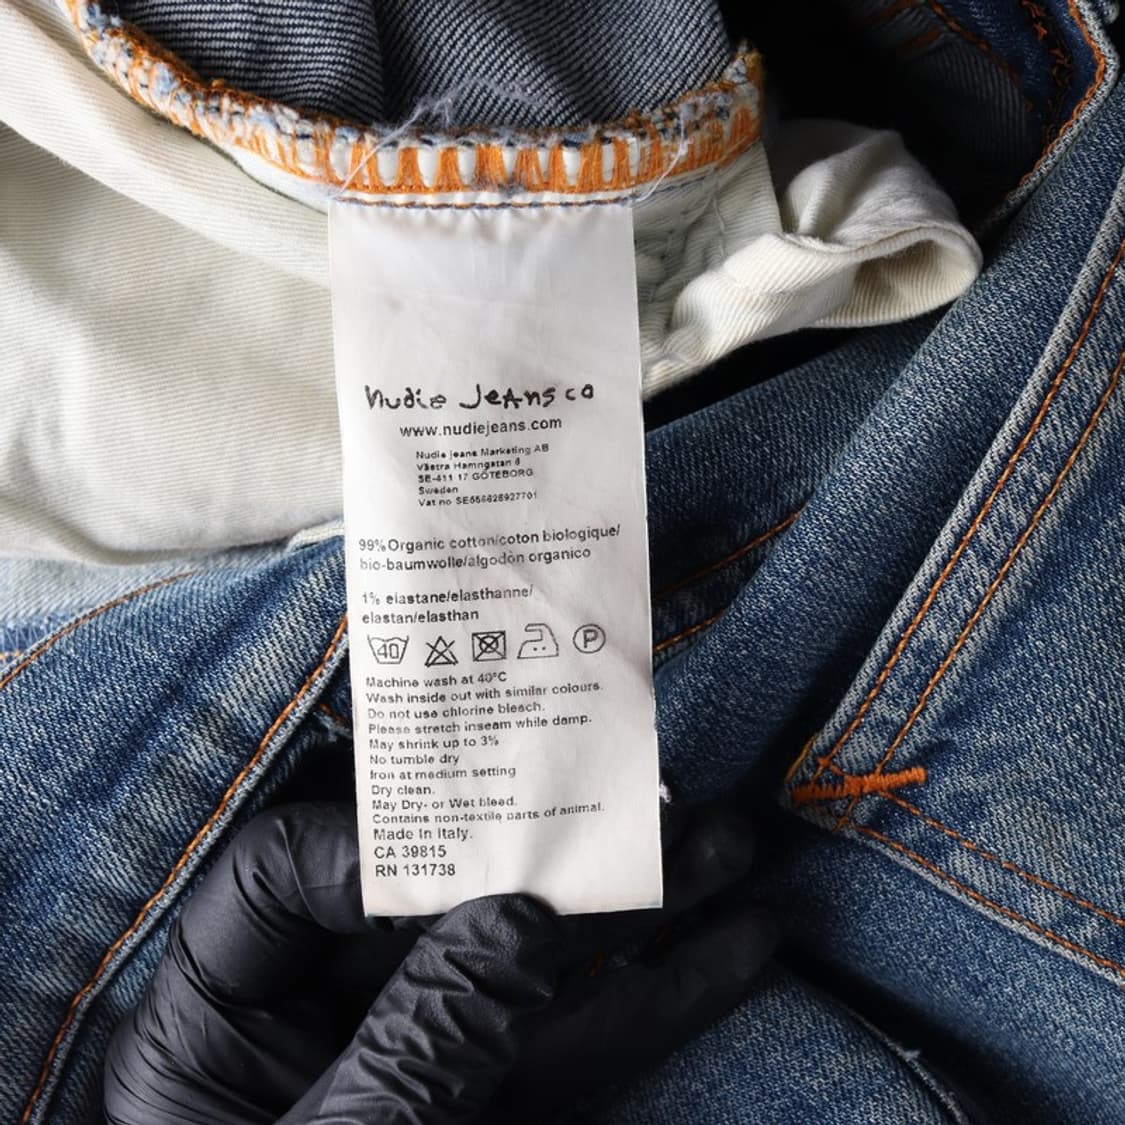 Nudie Jeans co
www.nudiejeans.com
Nudie Jeans Marketing AB
Västra Hamngatan 6
SE-411 17 GÖTEBORG
Sweden
Vat no SE556628927701
99%Organic cotton/coton biologique/
bio-baumwolle/algodón organico
1% elastane/elasthanne/
elastan/elasthan
40 P
Machine wash at 40°C
Wash inside out with similar colours.
Do not use chlorine bleach.
Please stretch inseam while damp.
May shrink up to 3%
No tumble dry
Iron at medium setting
Dry clean.
May Dry- or Wet bleed.
Contains non-textile parts of animal.
Made in Italy.
CA 39815
RN 131738